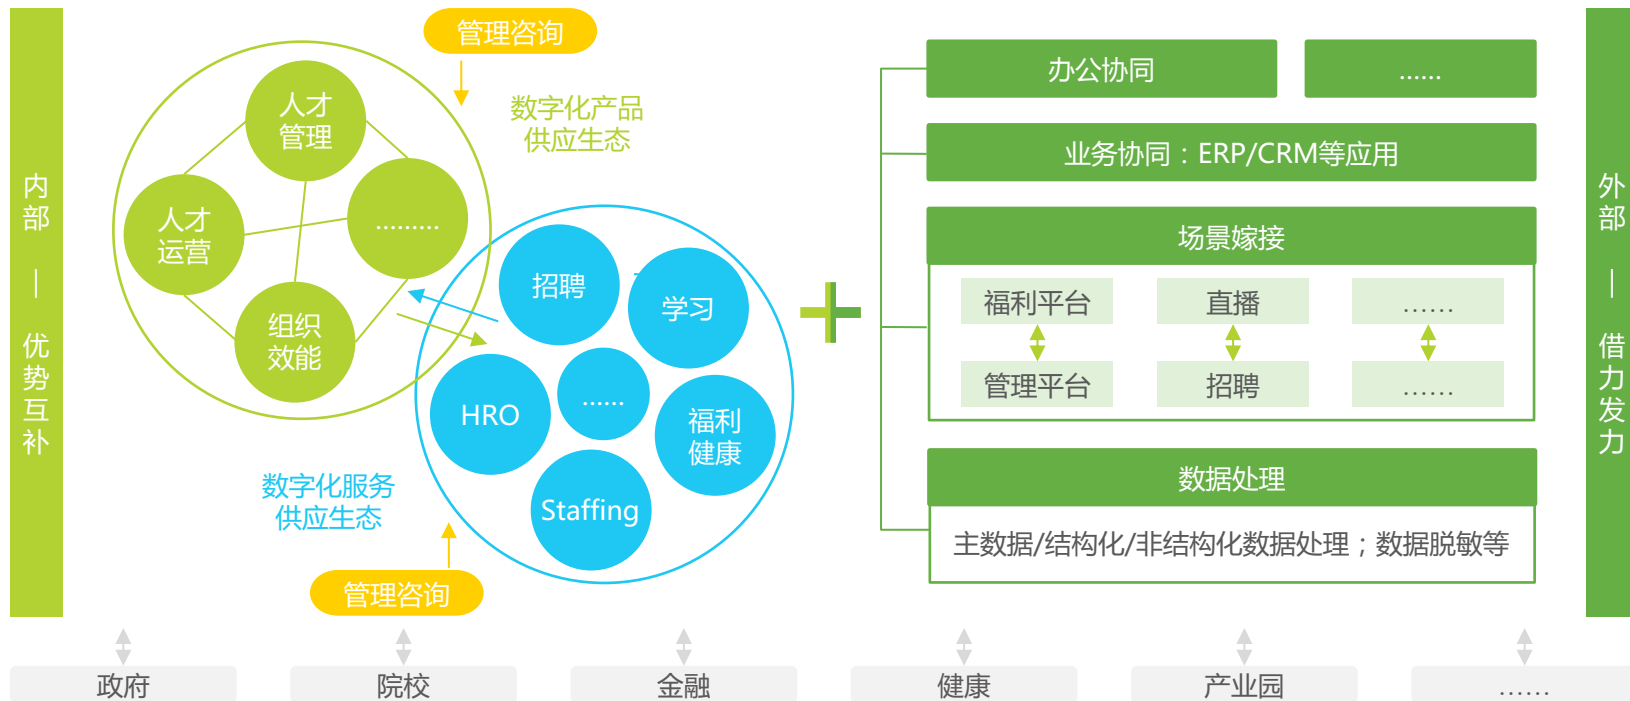 内部 | 优势互补
管理咨询
数字化产品
供应生态
人才
管理
人才
运营
………
组织
效能
招聘
学习
HRO
……
福利
健康
Staffing
数字化服务
供应生态
管理咨询
办公协同
……
业务协同：ERP/CRM等应用
场景嫁接
福利平台
直播
……
管理平台
招聘
……
数据处理
主数据/结构化/非结构化数据处理；数据脱敏等
外部 | 借力发力
政府
院校
金融
健康
产业园
……